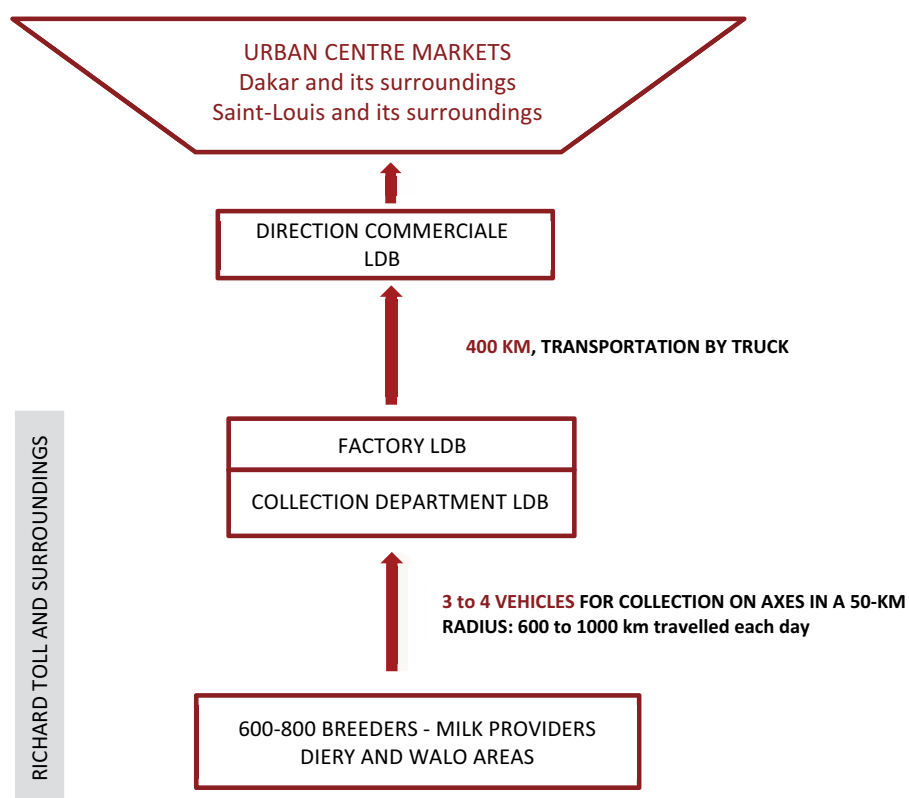 URBAN CENTRE MARKETS
Dakar and its surroundings
Saint-Louis and its surroundings
DIRECTION COMMERCIALE
LDB
400 KM, TRANSPORTATION BY TRUCK
FACTORY LDB
COLLECTION DEPARTMENT LDB
3 to 4 VEHICLES FOR COLLECTION ON AXES IN A 50-KM
RADIUS: 600 to 1000 km travelled each day
600-800 BREEDERS - MILK PROVIDERS
DIERY AND WALO AREAS
RICHARD TOLL AND SURROUNDINGS